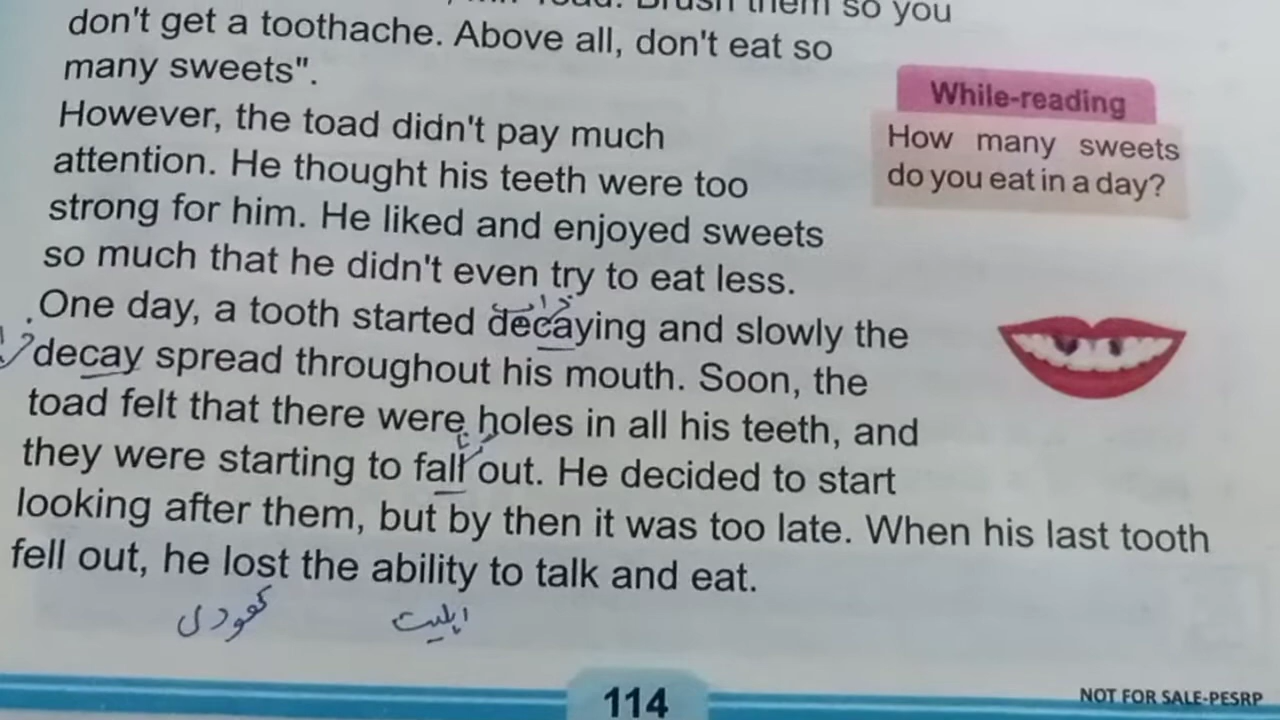 Brush them so you
don't get a toothache. Above all, don't eat so
many sweets".
However, the toad didn't pay much
attention. He thought his teeth were too
strong for him. He liked and enjoyed sweets
so much that he didn't even try to eat less.
One day, a tooth started decaying and slowly the
decay spread throughout his mouth. Soon, the
toad felt that there were holes in all his teeth, and
they were starting to fall out. He decided to start
looking after them, but by then it was too late. When his last tooth
fell out, he lost the ability to talk and eat.
کھودی اہلیت
While-reading
How many sweets
do you eat in a day?
114
NOT FOR SALE-PESRP